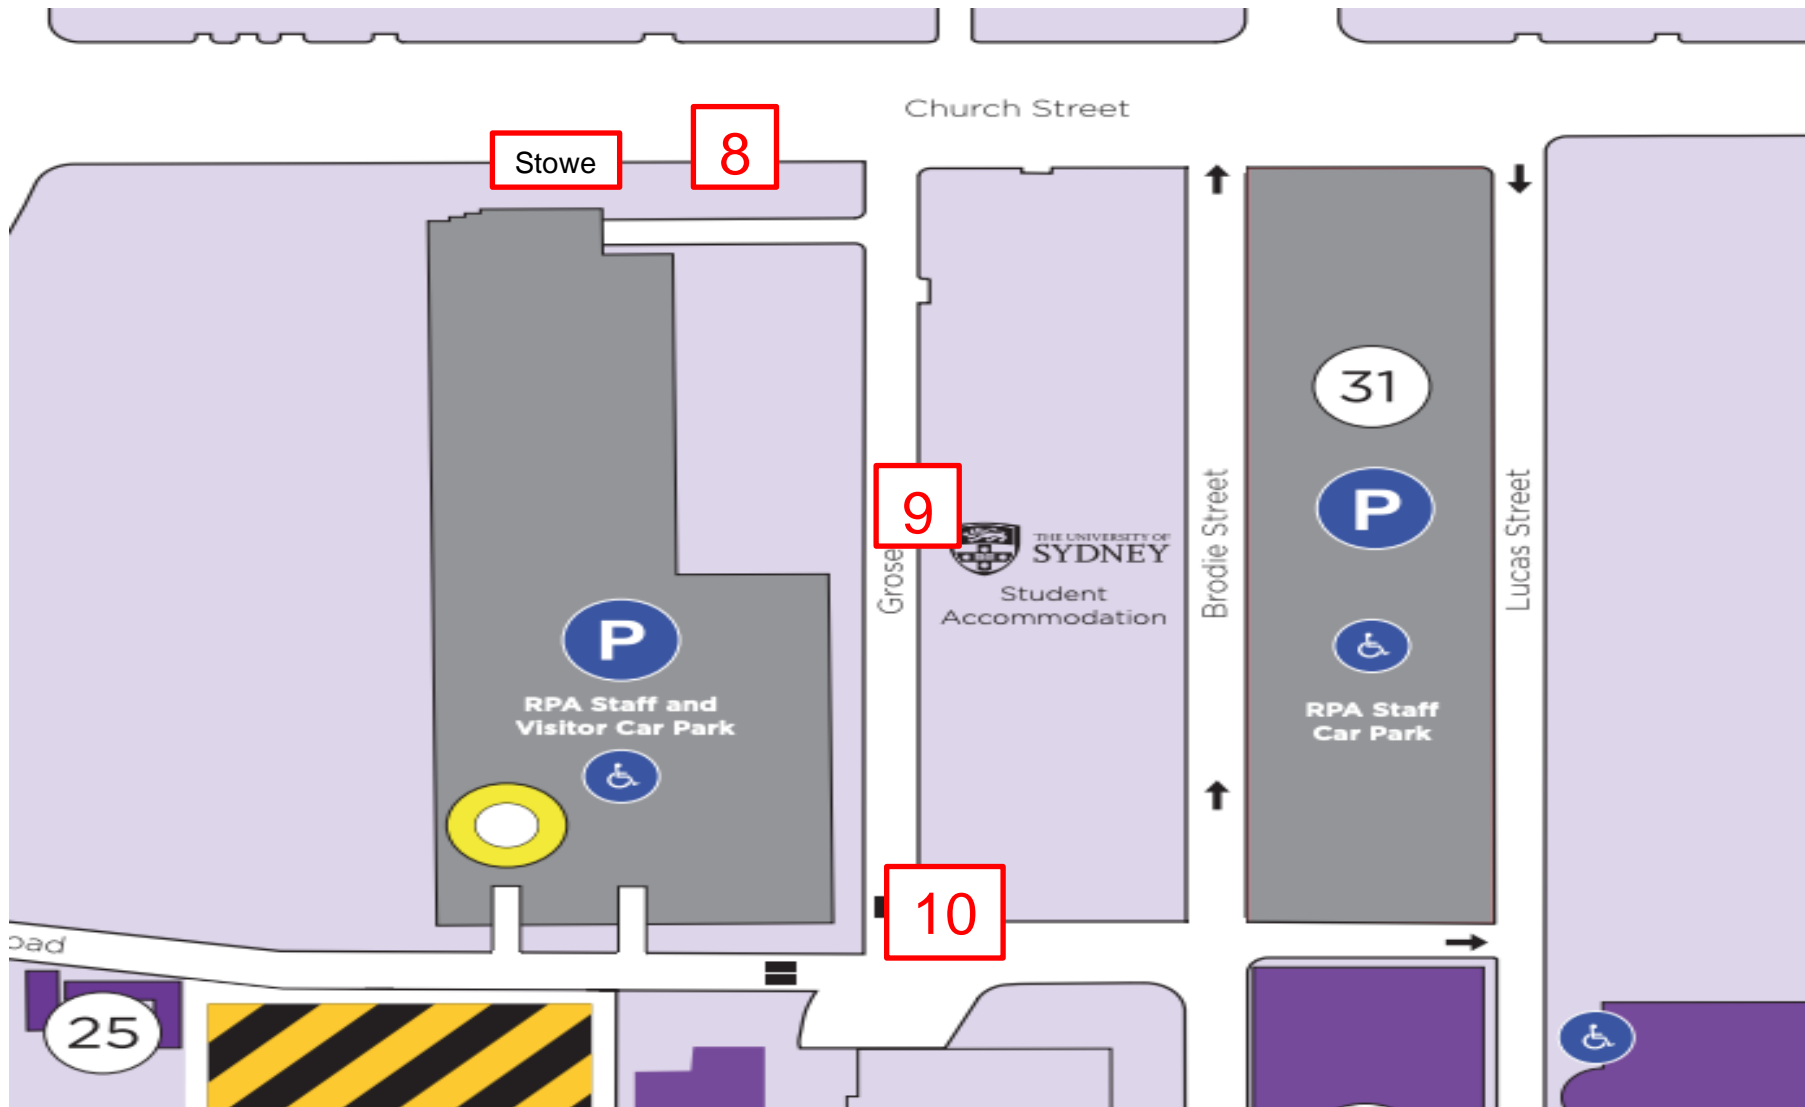 Church Street
8
Stowe
31
P
9
THE UNIVERSITY OF
SYDNEY
Grose
Student
Accommodation
Brodie Street
Lucas Street
P
RPA Staff and
Visitor Car Park
RPA Staff
Car Park
10
oad
25